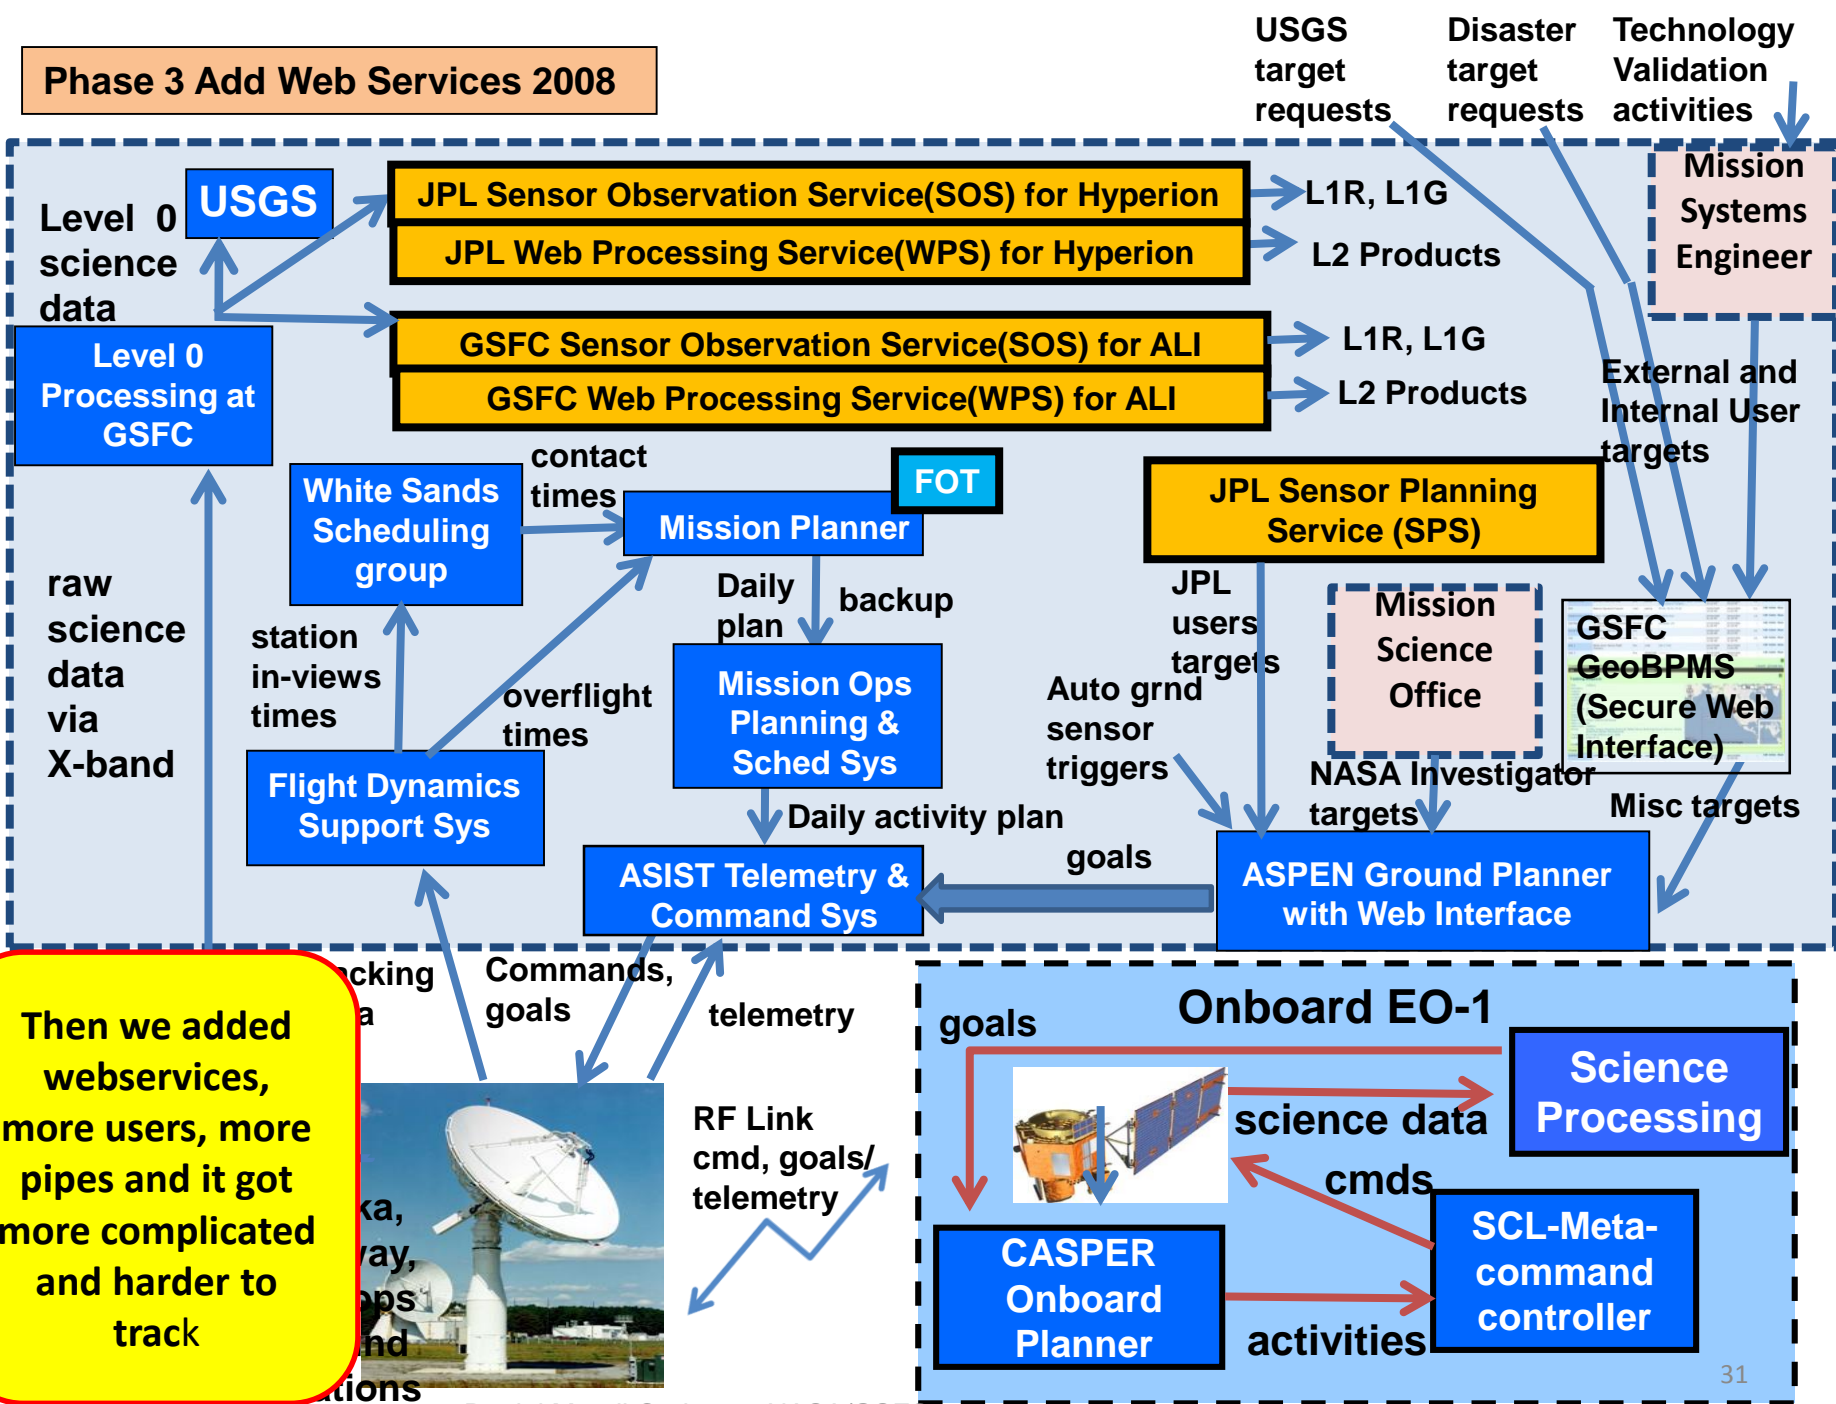 USGS
target
requests
Disaster
target
requests
Technology
Validation
activities
Phase 3 Add Web Services 2008
Mission
Systems
Engineer
Level 0
science
data
USGS
JPL Sensor Observation Service(SOS) for Hyperion
L1R, L1G
JPL Web Processing Service(WPS) for Hyperion
L2 Products
GSFC Sensor Observation Service(SOS) for ALI
L1R, L1G
GSFC Web Processing Service(WPS) for ALI
L2 Products
Level 0
Processing at
GSFC
External and
Internal User
targets
contact
times
White Sands
Scheduling
group
FOT
Mission Planner
JPL Sensor Planning
Service (SPS)
raw
science
data
via
X-band
station
in-views
times
overflight
times
Daily
plan
backup
JPL
users
targets
Mission
Science
Office
GSFC
GeoBPMS
(Secure Web
Interface)
Mission Ops
Planning &
Sched Sys
Auto grnd
sensor
triggers
NASA Investigator
targets
Misc targets
Flight Dynamics
Support Sys
Daily activity plan
goals
ASIST Telemetry &
Command Sys
ASPEN Ground Planner
with Web Interface
acking
a
Commands,
goals
telemetry
Then we added
webservices,
more users, more
pipes and it got
more complicated
and harder to
track
ka,
way,
ops
nd
ations
RF Link
cmd, goals/
telemetry
Onboard EO-1
goals
Science
Processing
science data
cmds
CASPER
Onboard
Planner
SCL-Meta-
command
controller
activities
31